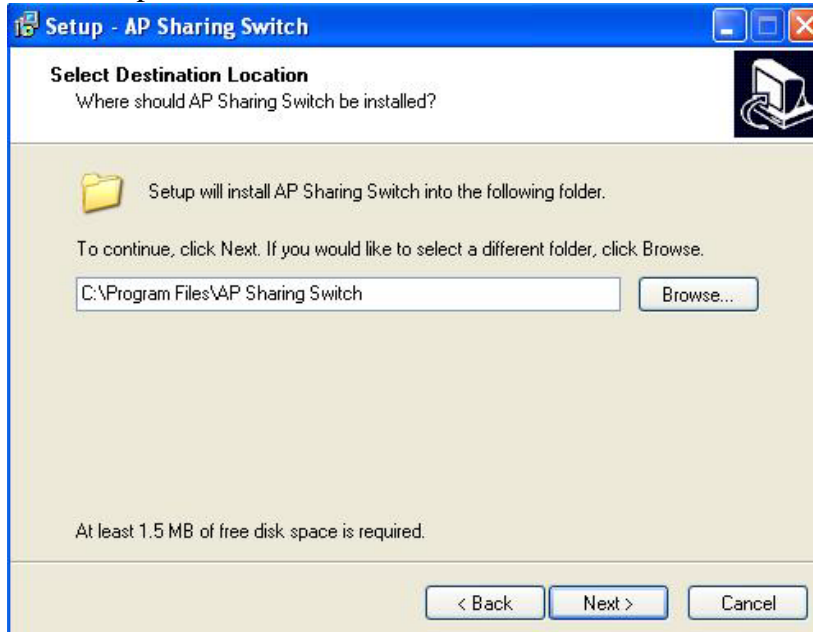 Setup - AP Sharing Switch
Select Destination Location
Where should AP Sharing Switch be installed?
Setup will install AP Sharing Switch into the following folder.
To continue, click Next. If you would like to select a different folder, click Browse.
C:\Program Files\AP Sharing Switch
Browse...
At least 1.5 MB of free disk space is required.
< Back
Next >
Cancel